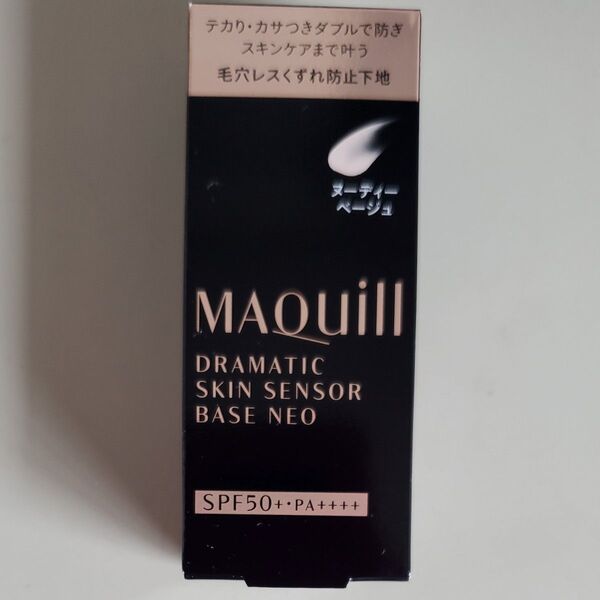 テカリ・カサつきダブルで防ぎ
スキンケアまで叶う
毛穴レスくずれ防止下地
ヌーディー
ベージュ
MAQuill
DRAMATIC
SKIN SENSOR
BASE NEO
SPF50+・PA++++